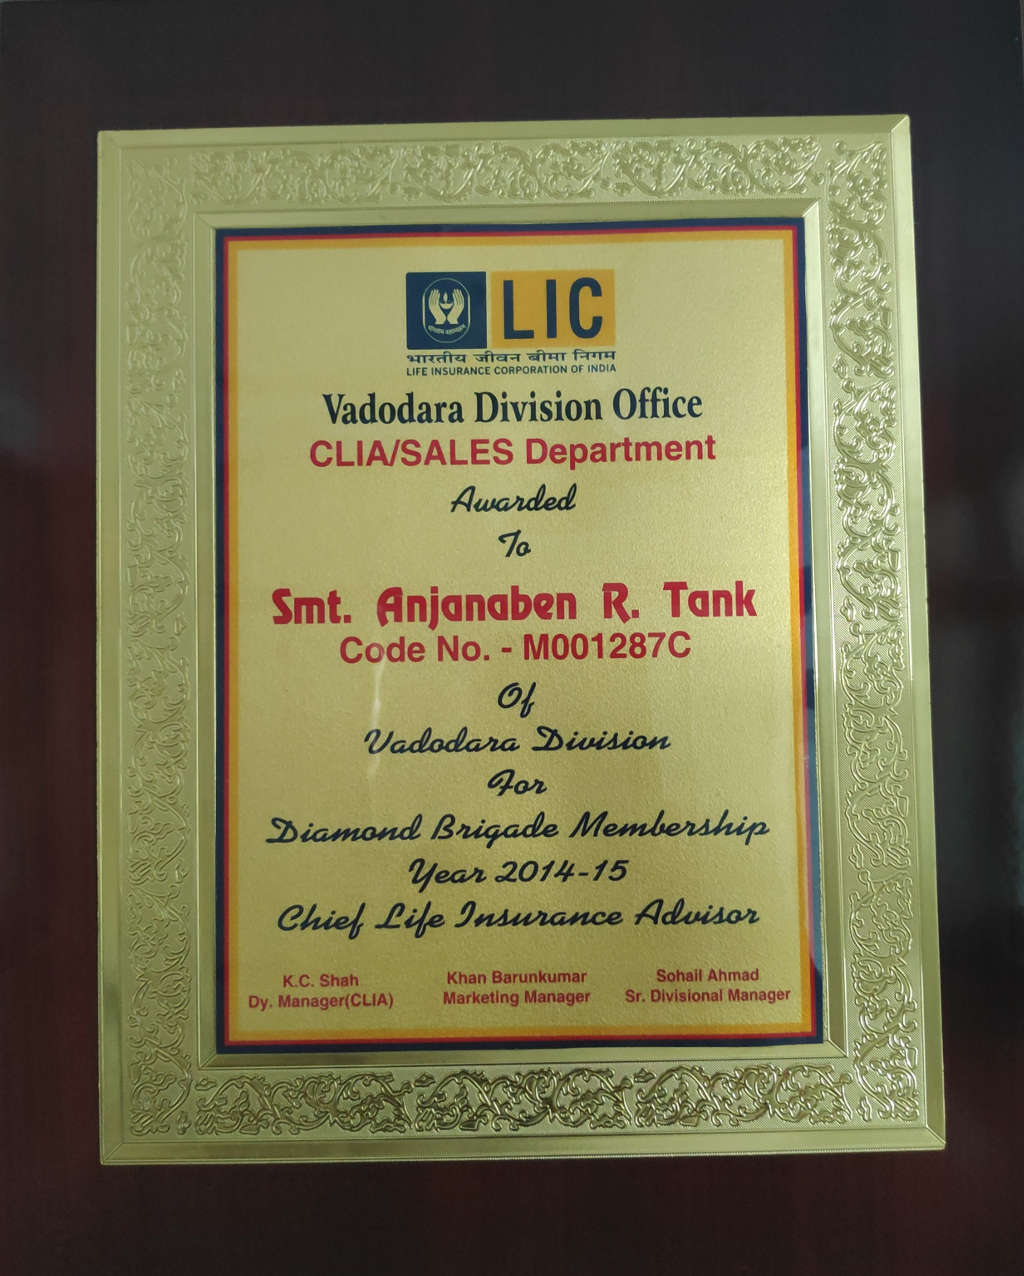 LIC
भारतीय जीवन बीमा निगम
LIFE INSURANCE CORPORATION OF INDIA
Vadodara Division Office
CLIA/SALES Department
Awarded
To
Smt. Anjanaben R. Tank
Code No. - M001287C
Of
Vadodara Division
For
Diamond Brigade Membership
Year 2014-15
Chief Life Insurance Advisor
K.C. Shah Khan Barunkumar Sohail Ahmad
Dy. Manager(CLIA) Marketing Manager Sr. Divisional Manager